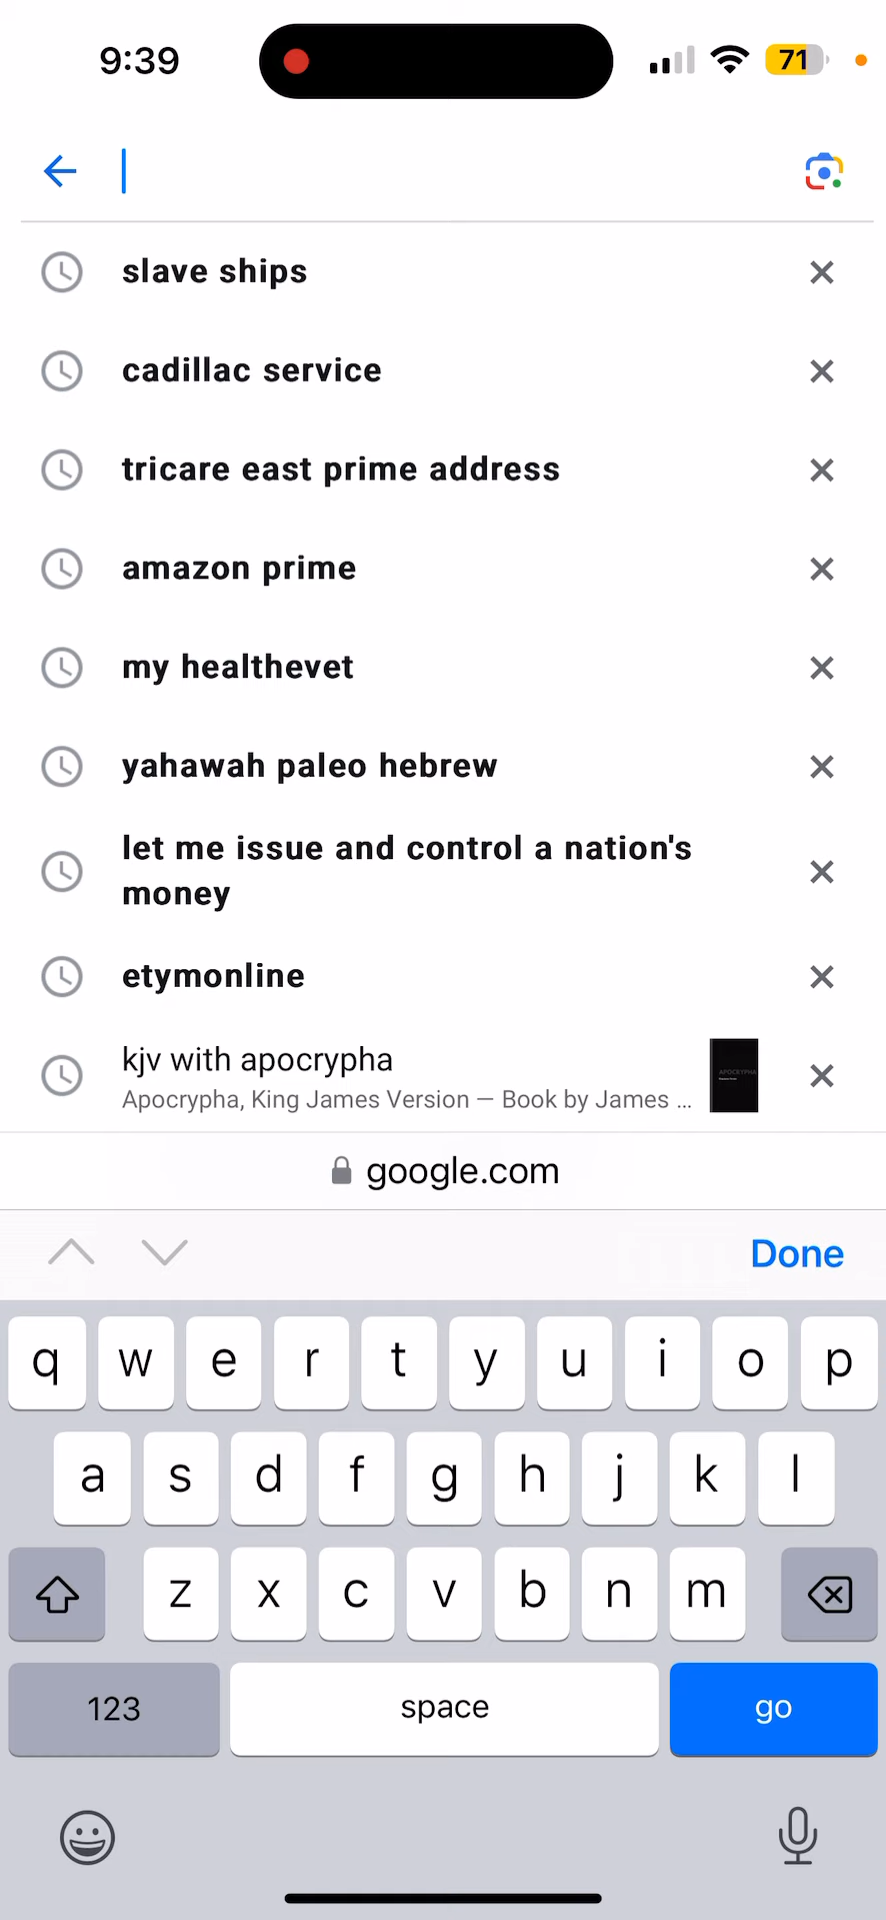 9:39
71
slave ships
cadillac service
tricare east prime address
amazon prime
my healthevet
yahawah paleo hebrew
let me issue and control a nation's
money
etymonline
kjv with apocrypha
Apocrypha, King James Version — Book by James ...
APOCRYPHA
google.com
Done
q w e r t y u i o p
a s d f g h j k l
z x c v b n m
123 space go